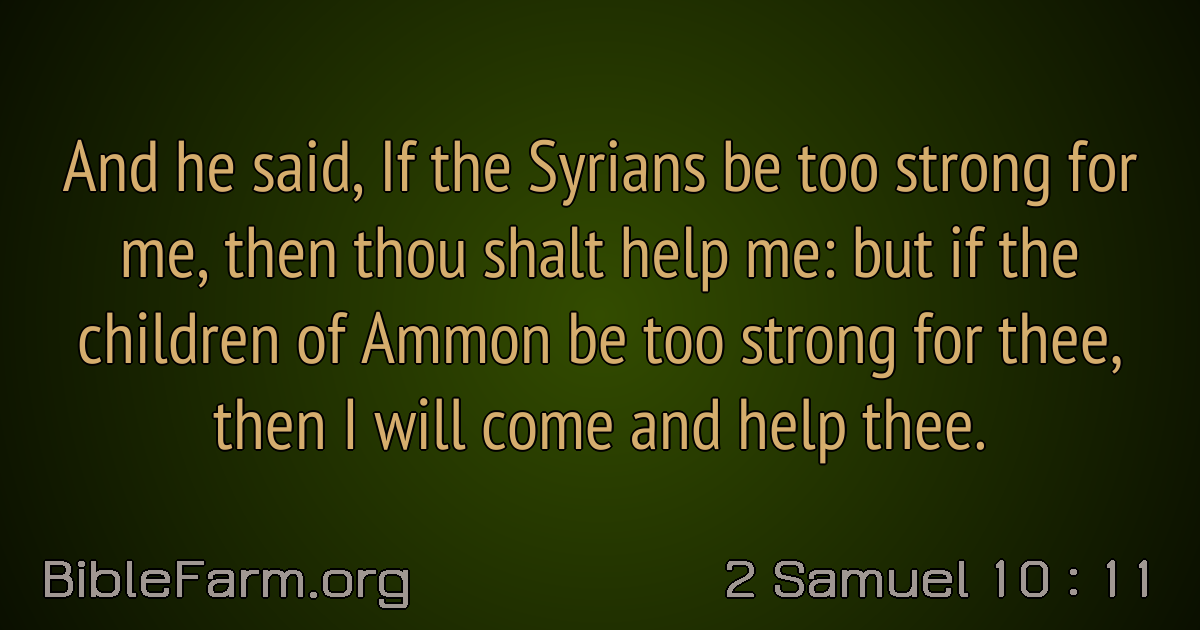 And he said, If the Syrians be too strong for
me, then thou shalt help me: but if the
children of Ammon be too strong for thee,
then I will come and help thee.
BibleFarm.org
2 Samuel 10 : 11